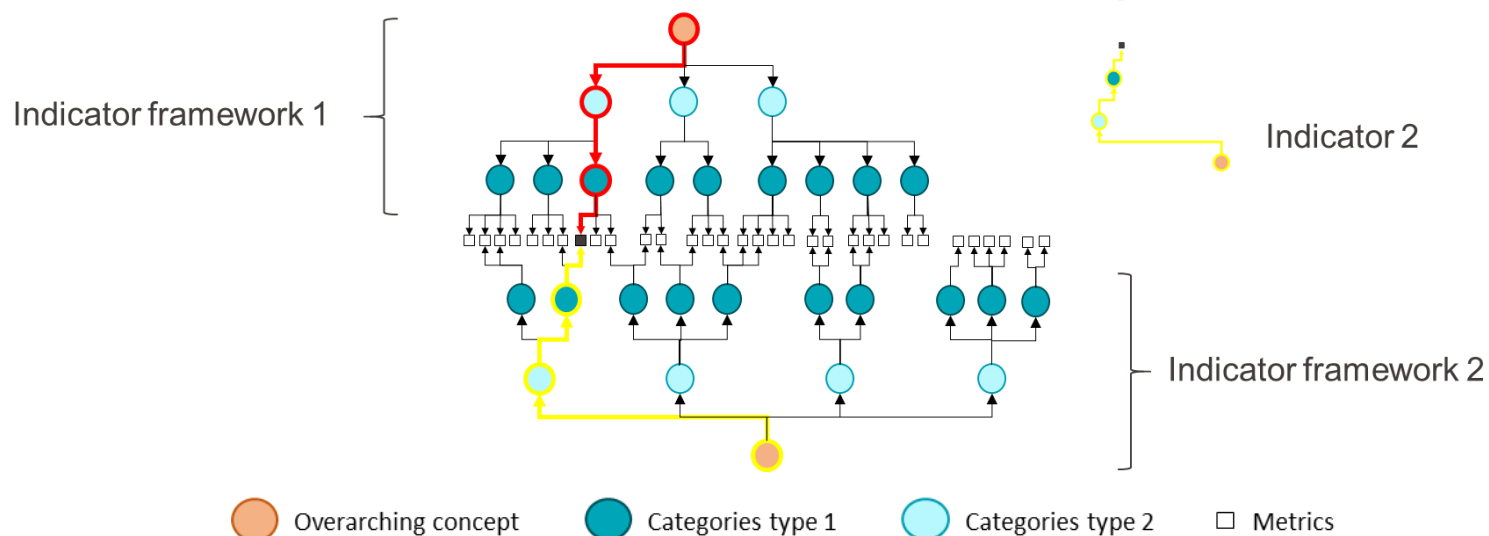 Indicator framework 1
Indicator 2
Indicator framework 2
Overarching concept
Categories type 1
Categories type 2
Metrics